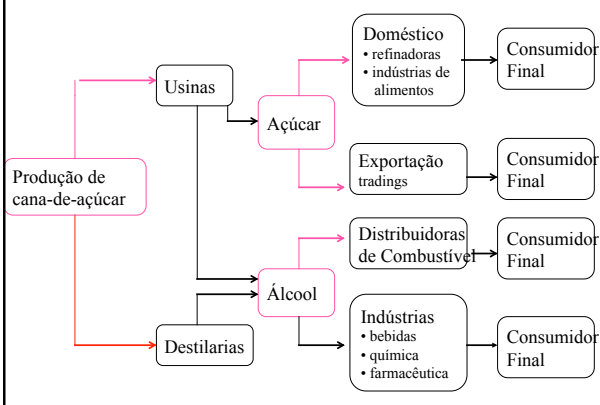 Produção de
cana-de-açúcar
Usinas
Destilarias
Açúcar
Álcool
Doméstico
• refinadoras
• indústrias de
alimentos
Exportação
tradings
Distribuidoras
de Combustível
Indústrias
• bebidas
• química
• farmacêutica
Consumidor
Final
Consumidor
Final
Consumidor
Final
Consumidor
Final